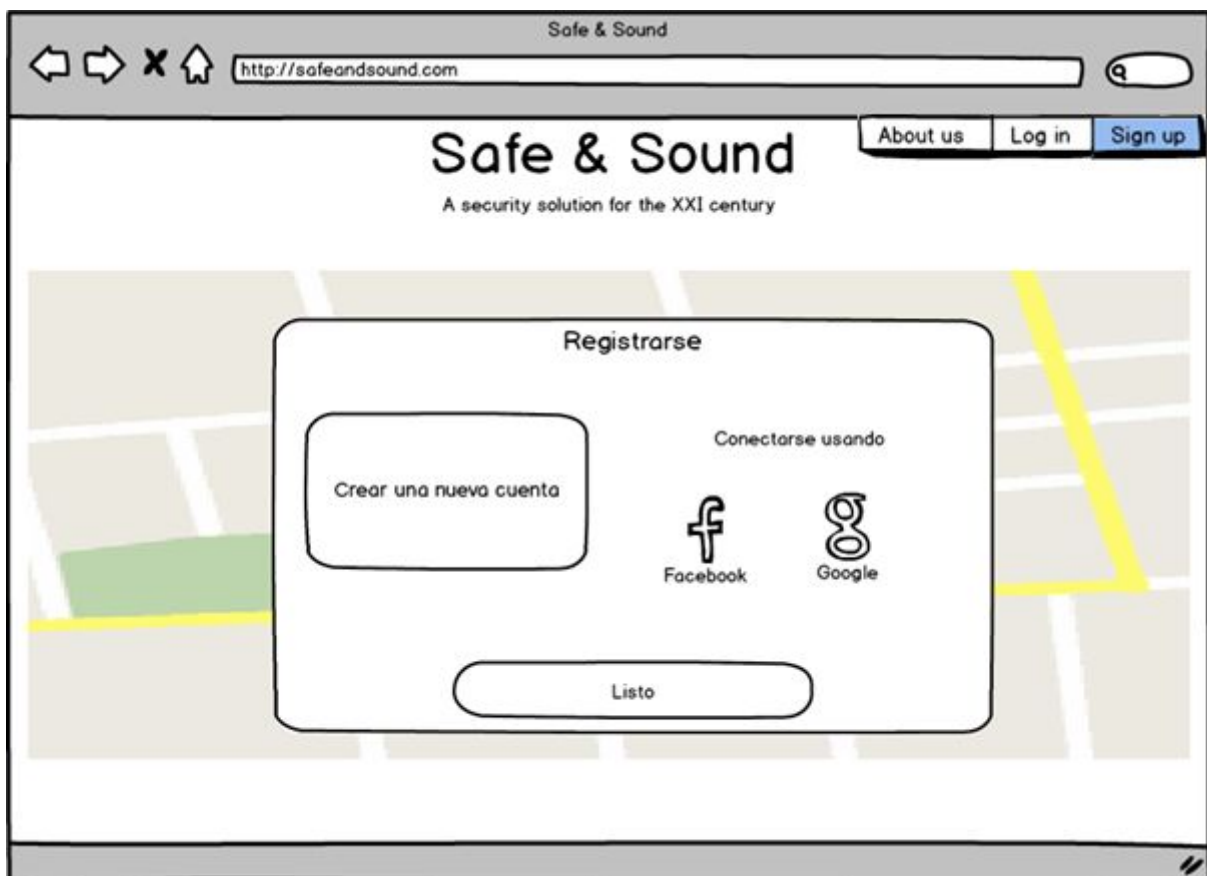 Safe & Sound
http://safeandsound.com
About us Log in Sign up
Safe & Sound
A security solution for the XXI century
Registrarse
Conectarse usando
Crear una nueva cuenta
Facebook Google
Listo